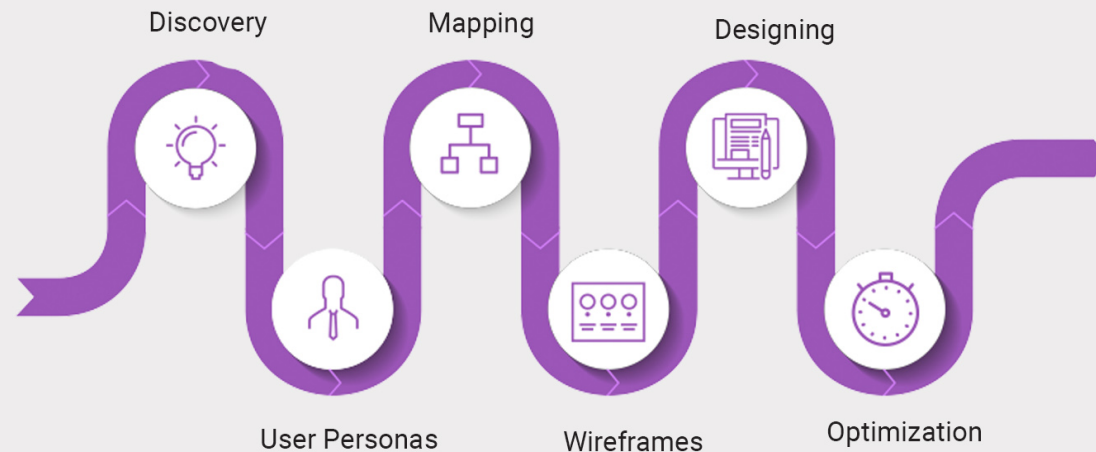 Discovery
Mapping
Designing
User Personas
Wireframes
Optimization